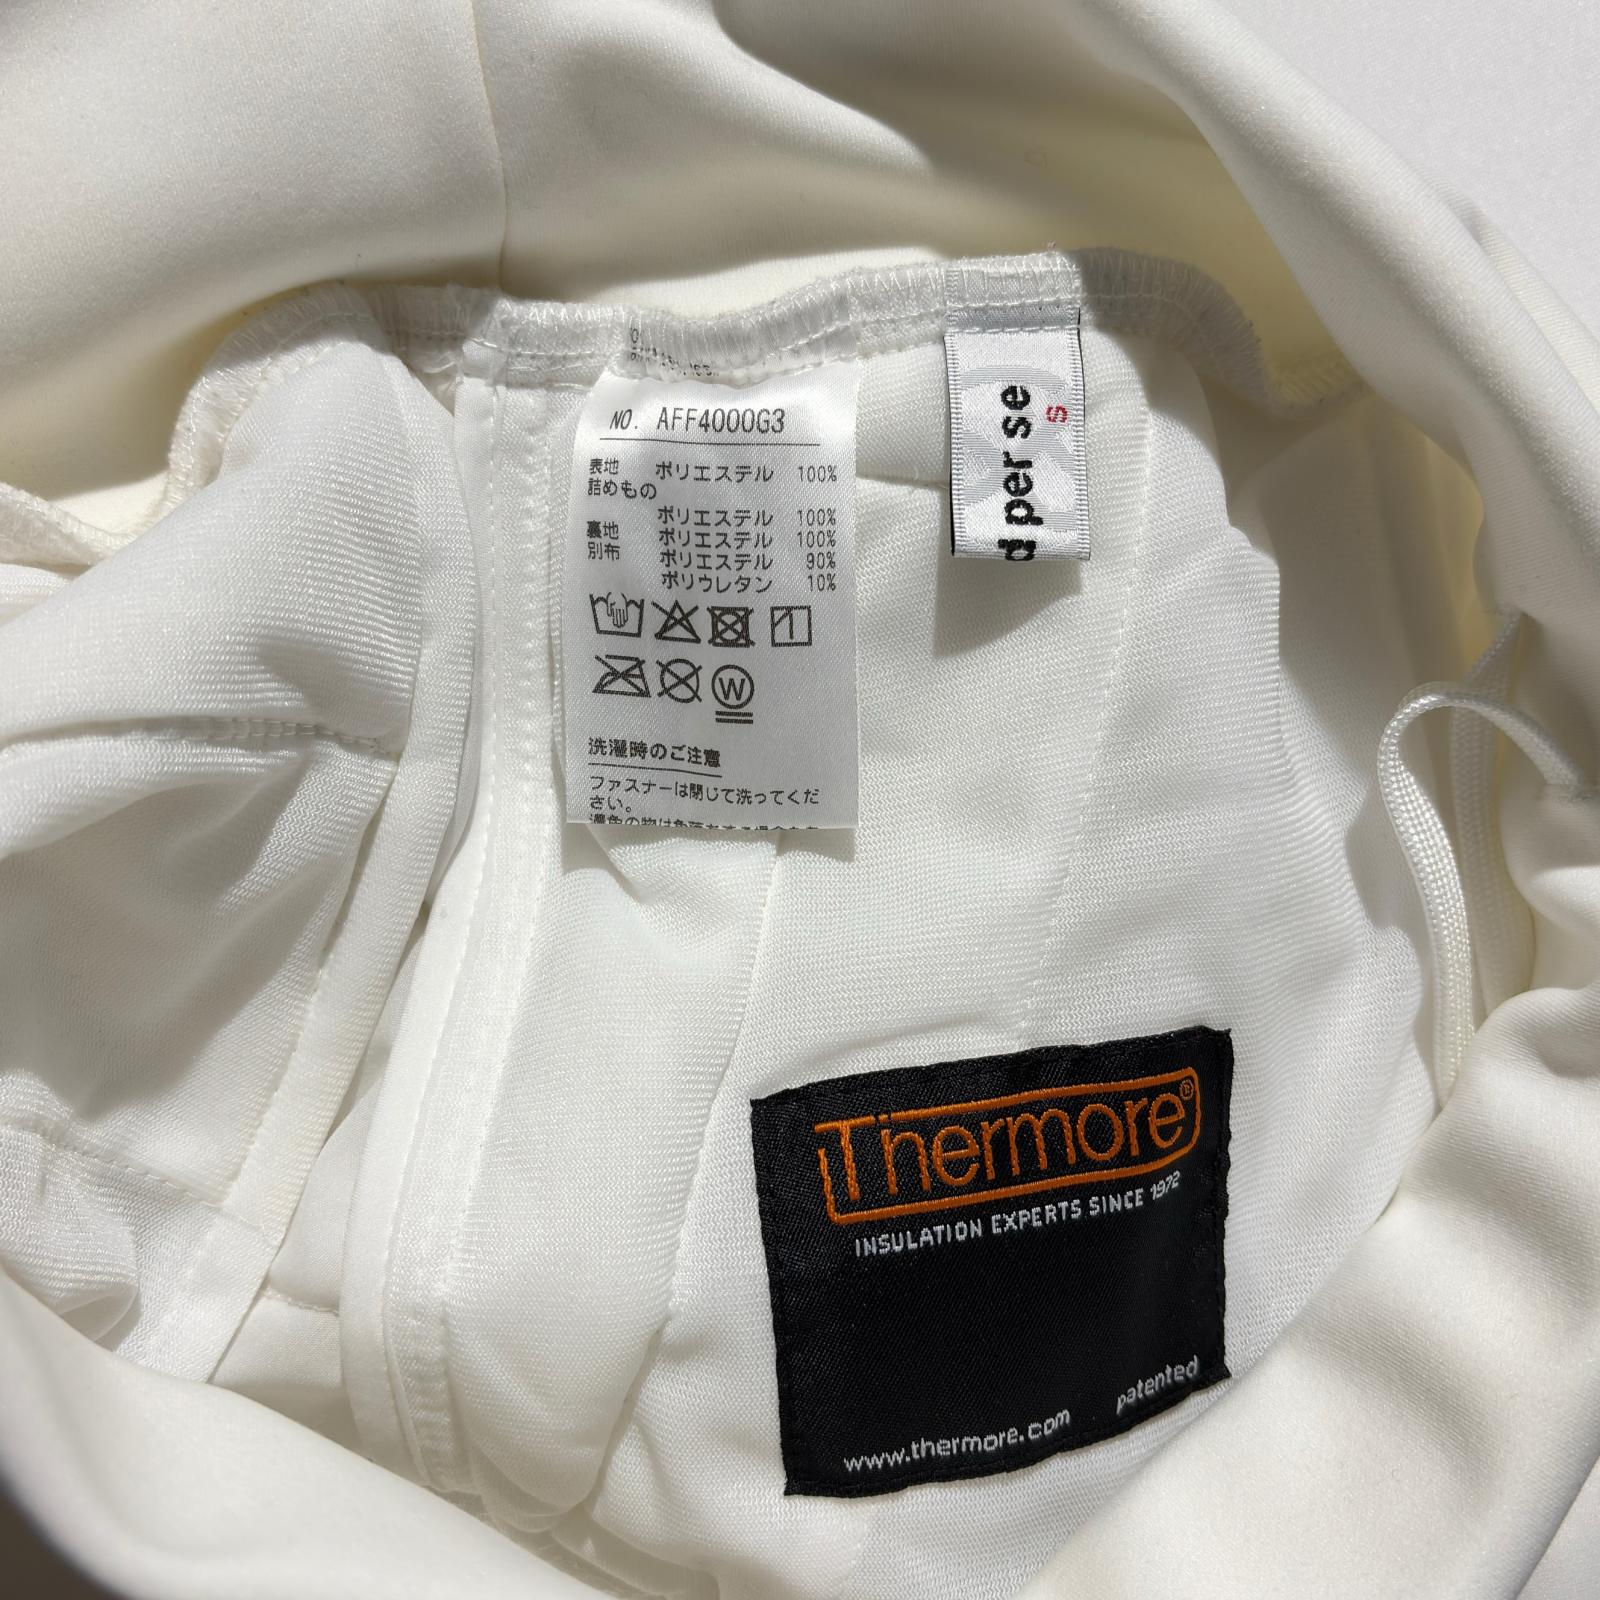 NO. AFF4000G3
表地 ポリエステル 100%
詰めもの
ポリエステル 100%
裏地 ポリエステル 100%
別布 ポリエステル 90%
ポリウレタン 10%
W
洗濯時のご注意
ファスナーは閉じて洗ってくだ
さい。
d per se
S
Thermore®
INSULATION EXPERTS SINCE 1972
www.thermore.com patented